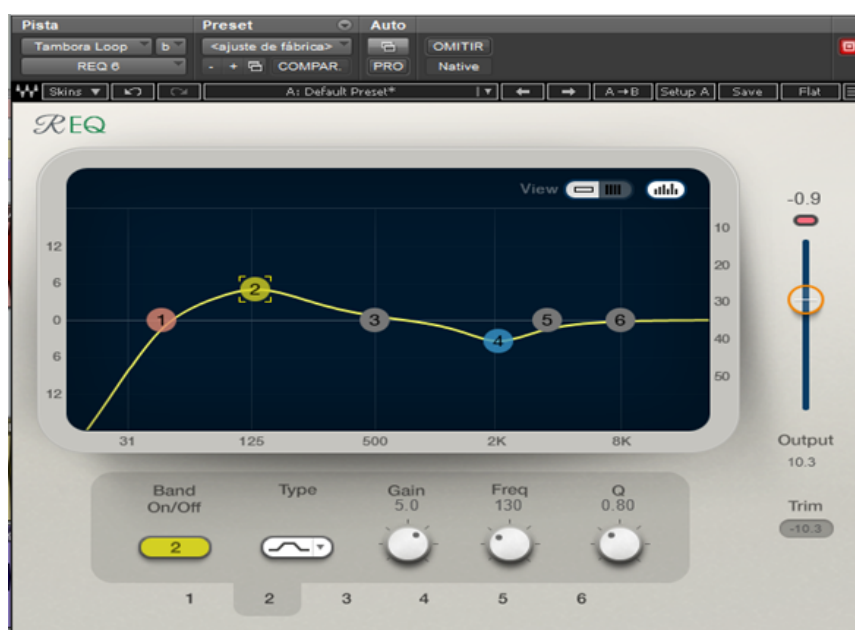 Pista Preset Auto
Tambora Loop b <ajuste de fábrica> OMITIR
REQ 6 - + COMPAR. PRO Native
Skins A: Default Preset* A→B Setup A Save Flat
REQ
View
-0.9
12 10
6 20
0 1 2 3 4 5 6 30
6 40
12 50
31 125 500 2K 8K
Output
10.3
Band On/Off Type Gain Freq Q
5.0 130 0.80
Trim
-10.3
2
1 2 3 4 5 6